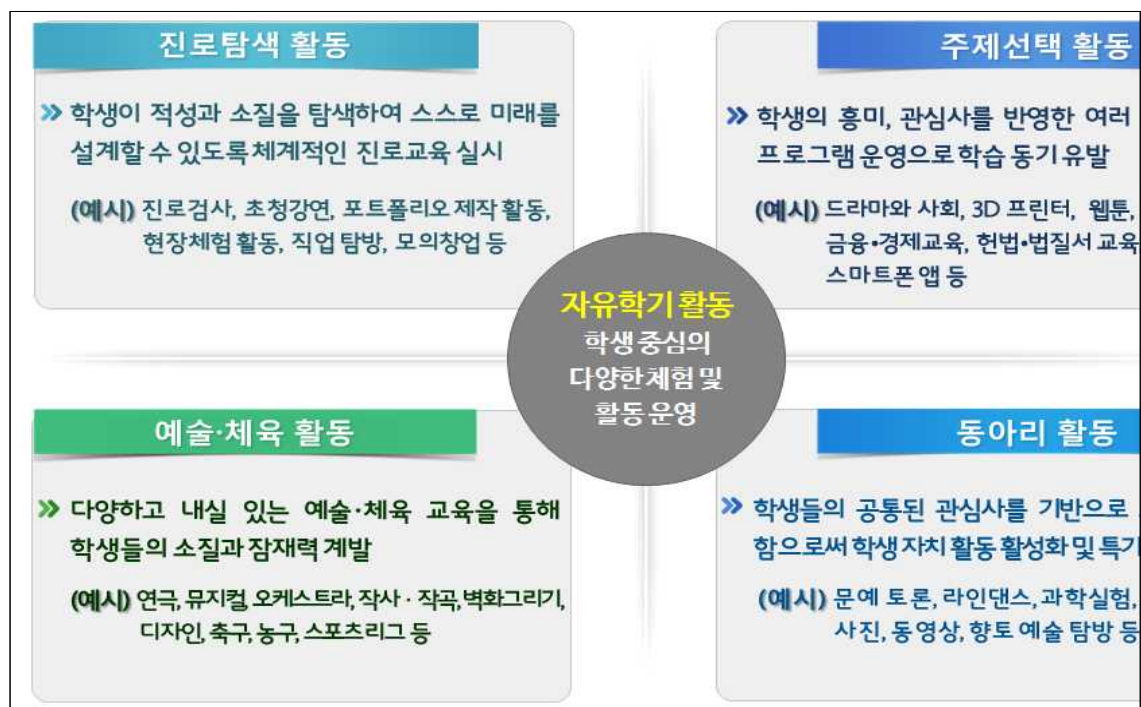 진로탐색 활동
» 학생이 적성과 소질을 탐색하여 스스로 미래를
설계할 수 있도록 체계적인 진로교육 실시
(예시) 진로검사, 초청강연, 포트폴리오 제작 활동,
현장체험 활동, 직업 탐방, 모의창업 등
주제선택 활동
» 학생의 흥미, 관심사를 반영한 여러
프로그램 운영으로 학습 동기 유발
(예시) 드라마와 사회, 3D 프린터, 웹툰,
금융•경제교육, 헌법•법질서 교육
스마트폰 앱 등
자유학기 활동
학생 중심의
다양한 체험 및
활동 운영
예술·체육 활동
» 다양하고 내실 있는 예술·체육 교육을 통해
학생들의 소질과 잠재력 계발
(예시) 연극, 뮤지컬, 오케스트라, 작사 · 작곡, 벽화그리기,
디자인, 축구, 농구, 스포츠리그 등
동아리 활동
» 학생들의 공통된 관심사를 기반으로
함으로써 학생 자치 활동 활성화 및 특기
(예시) 문예 토론, 라인댄스, 과학실험,
사진, 동영상, 향토 예술 탐방 등